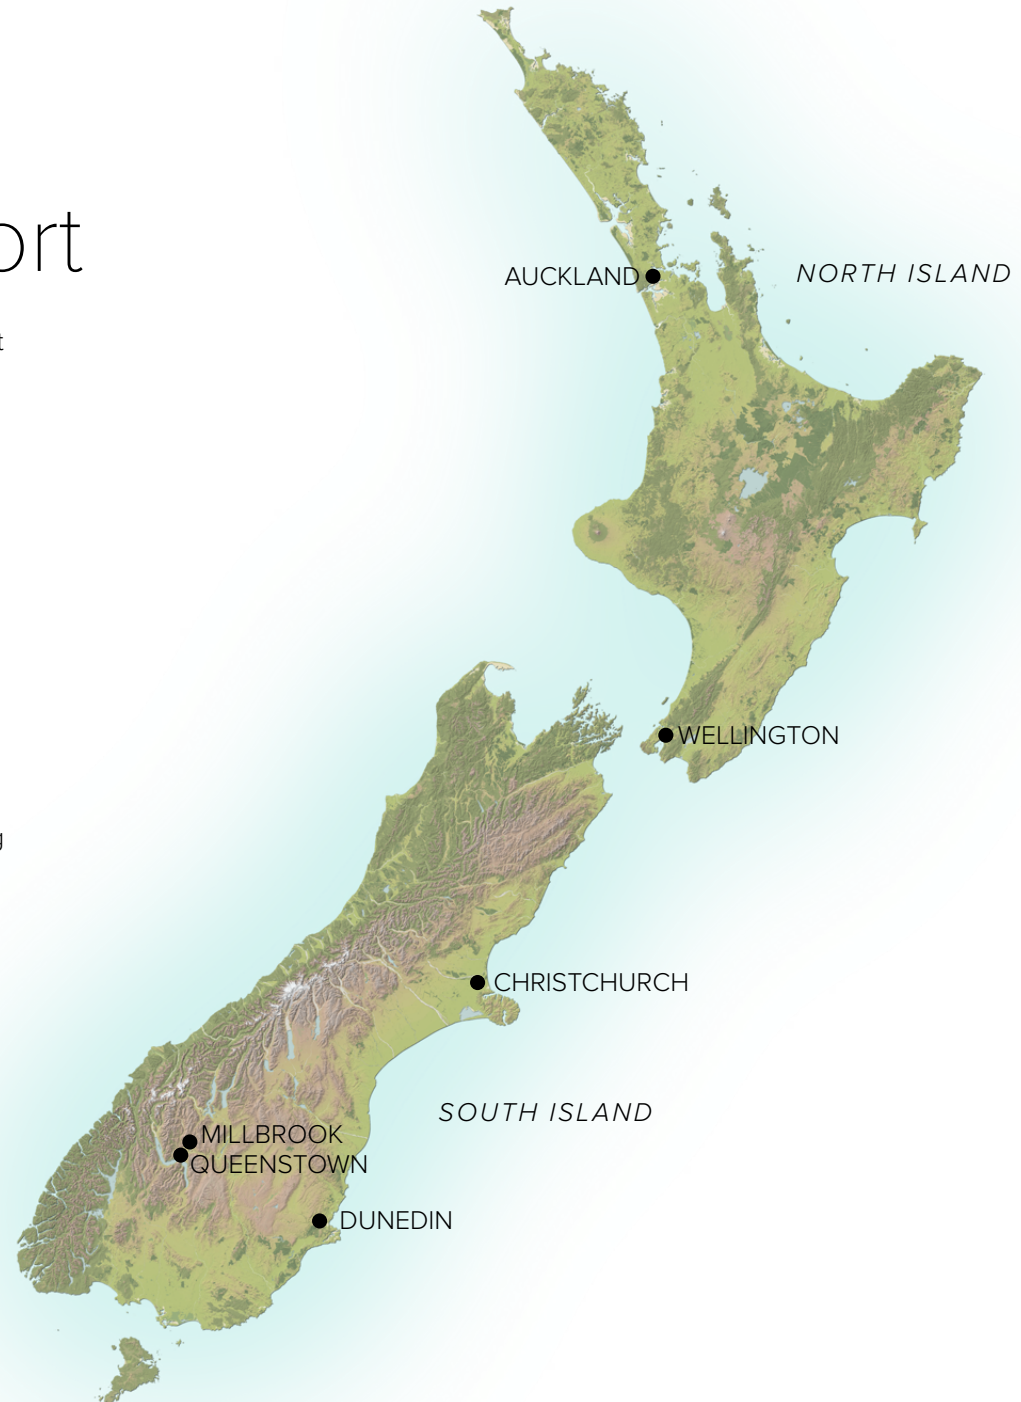 ort
t
AUCKLAND
NORTH ISLAND
WELLINGTON
g
CHRISTCHURCH
SOUTH ISLAND
MILLBROOK
QUEENSTOWN
DUNEDIN